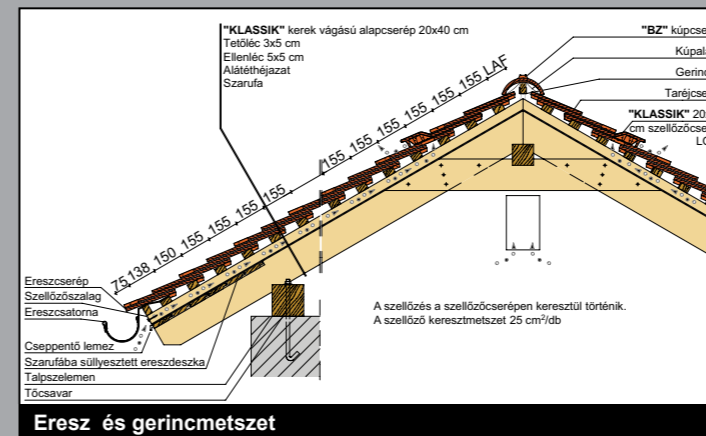 "KLASSIK" kerek vágású alapcserép 20x40 cm
Tetőléc 3x5 cm
Ellenléc 5x5 cm
Alátéthéjazat
Szarufa
"BZ" kúpcse
Kúpalá
Gerinc
Taréjcse
"KLASSIK" 20
cm szellőzőcse
LÜ
75 138 150 155 155 155 155 155 155 155 155 155 155 155 LAF
Ereszcserép
Szellőzőszalag
Ereszcsatorna
Cseppentő lemez
Szarufába süllyesztett ereszdeszka
Talpszelemen
Tőcsavar
A szellőzés a szellőzőcserépen keresztül történik.
A szellőző keresztmetszet 25 cm²/db
Eresz és gerincmetszet